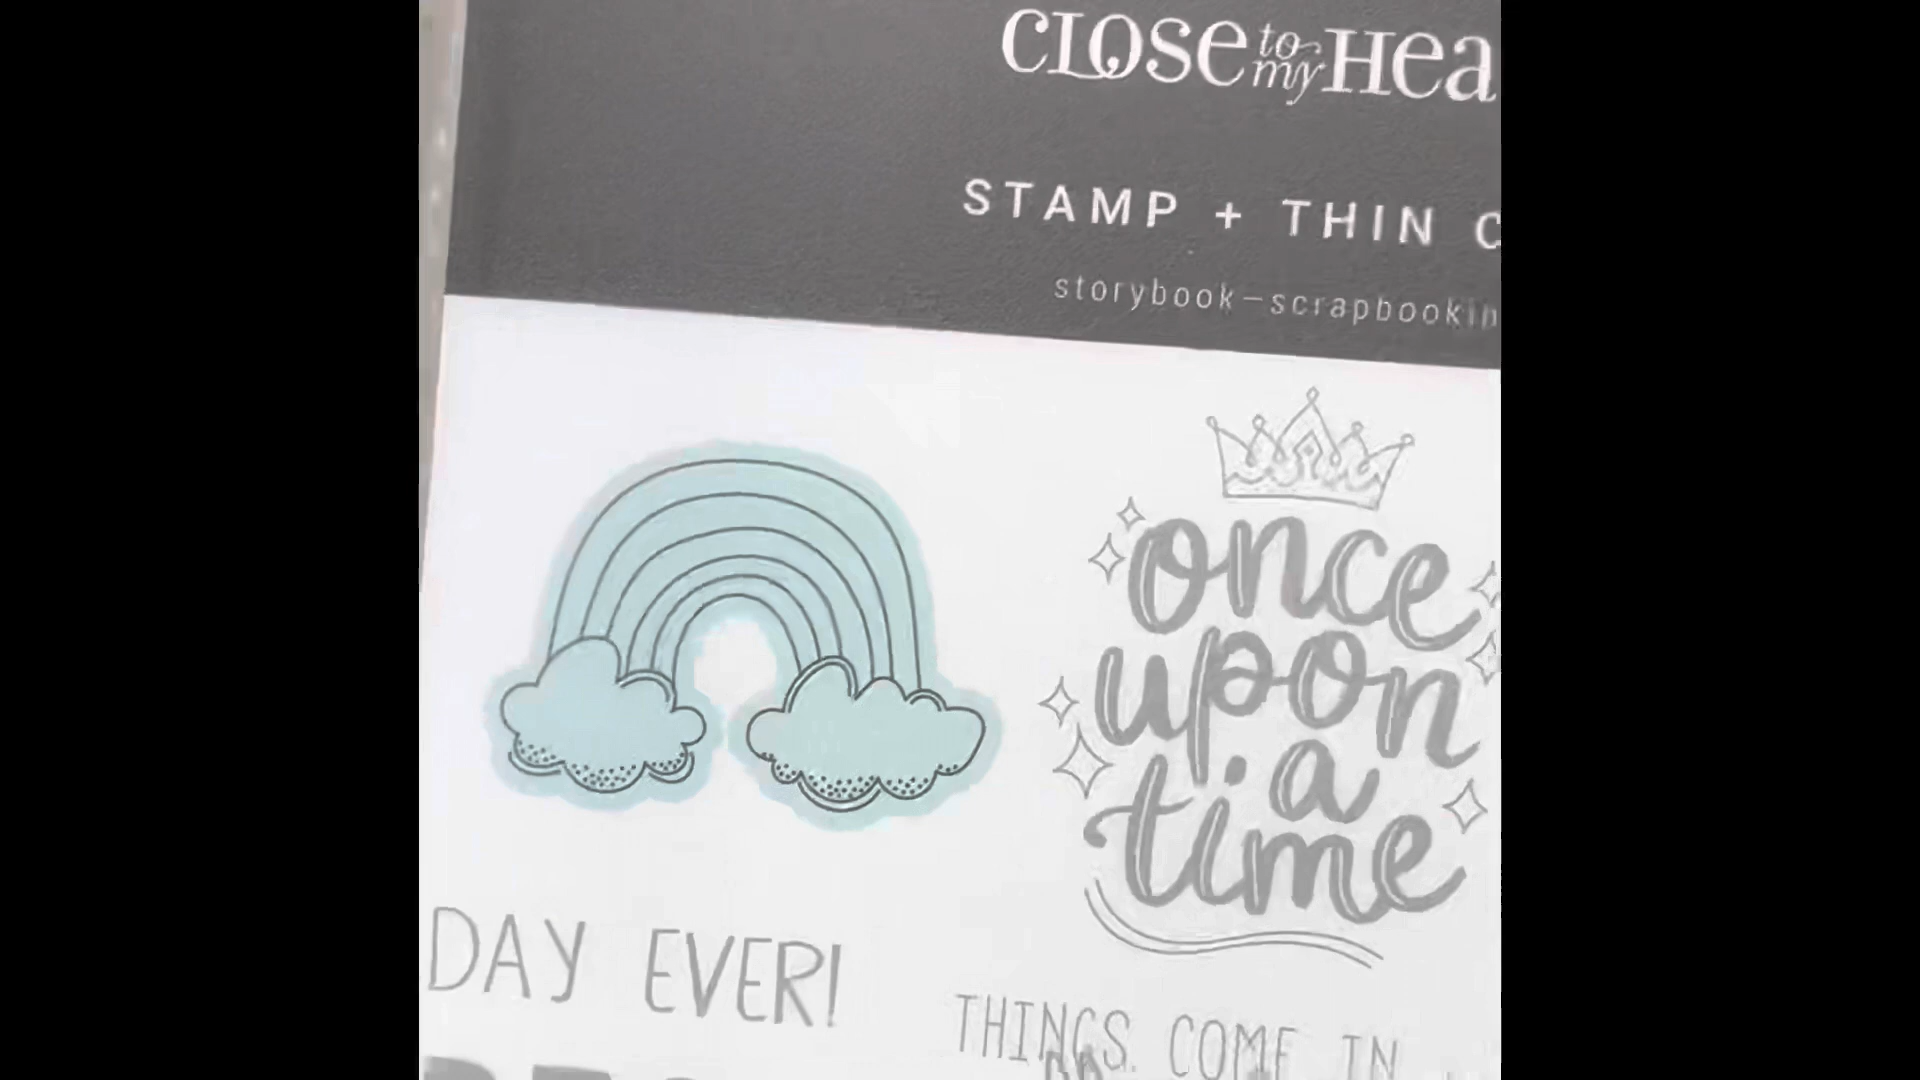 CLOSE to my Hea
STAMP + THIN C
storybook—scrapbookin
once
upon
a
time
DAY EVER!
THINGS COME IN